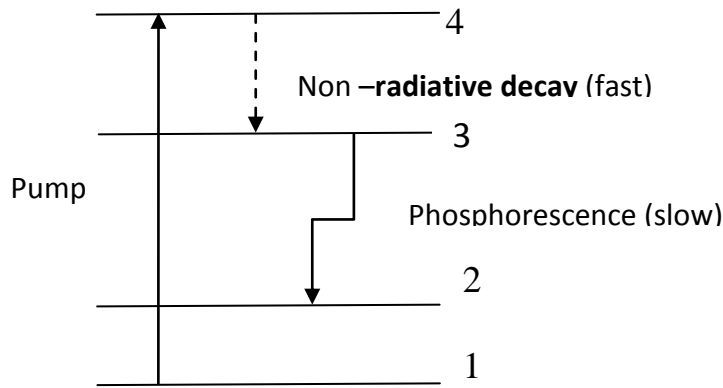 4
Non –radiative decay (fast)
3
Pump
Phosphorescence (slow)
2
1